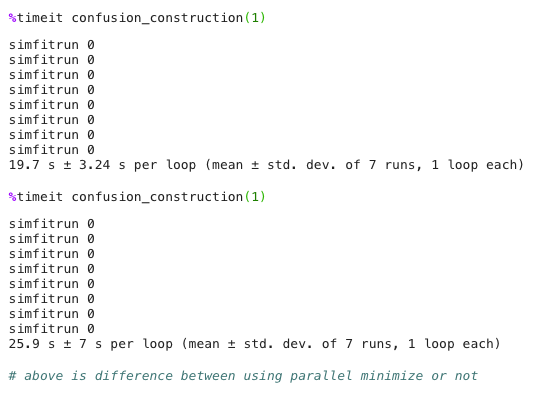 %timeit confusion_construction(1)
simfitrun 0
simfitrun 0
simfitrun 0
simfitrun 0
simfitrun 0
simfitrun 0
simfitrun 0
simfitrun 0
19.7 s ± 3.24 s per loop (mean ± std. dev. of 7 runs, 1 loop each)
%timeit confusion_construction(1)
simfitrun 0
simfitrun 0
simfitrun 0
simfitrun 0
simfitrun 0
simfitrun 0
simfitrun 0
simfitrun 0
25.9 s ± 7 s per loop (mean ± std. dev. of 7 runs, 1 loop each)
# above is difference between using parallel minimize or not